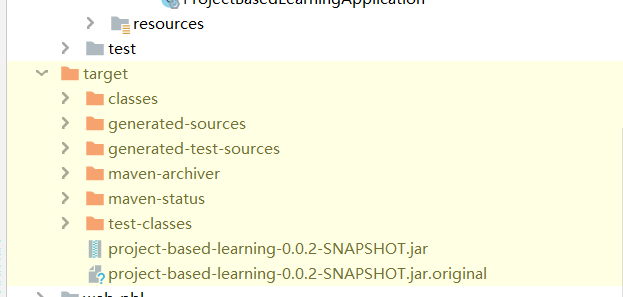 ProjectBasedLearningApplication
resources
test
target
classes
generated-sources
generated-test-sources
maven-archiver
maven-status
test-classes
project-based-learning-0.0.2-SNAPSHOT.jar
project-based-learning-0.0.2-SNAPSHOT.jar.original